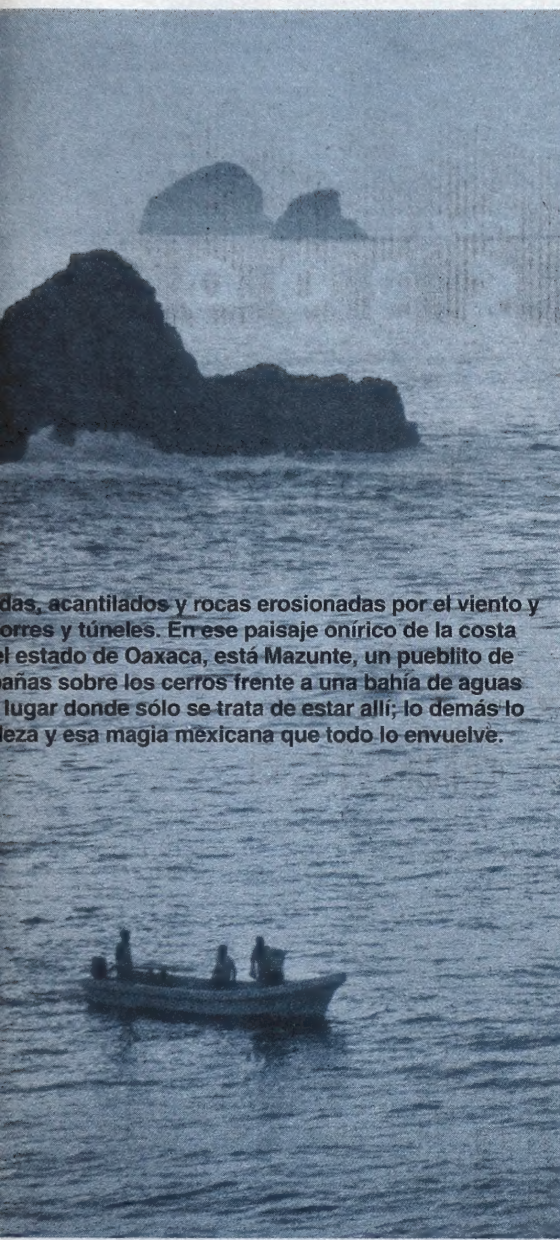 das, acantilados y rocas erosionadas por el viento y
orres y túneles. En ese paisaje onírico de la costa
el estado de Oaxaca, está Mazunte, un pueblito de
pañas sobre los cerros frente a una bahía de aguas
lugar donde sólo se trata de estar allí; lo demás lo
leza y esa magia mexicana que todo lo envuelve.